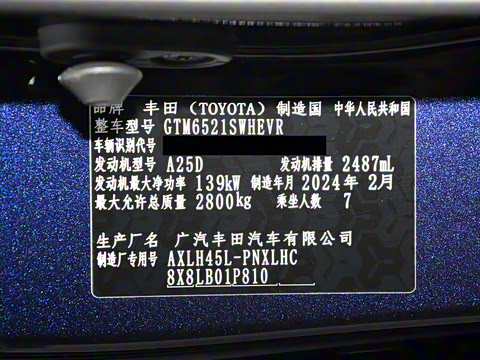 品牌 丰田（TOYOTA）制造国 中华人民共和国
整车型号 GTM6521SWHEVR
车辆识别代号
发动机型号 A25D 发动机排量 2487mL
发动机最大净功率 139kW 制造年月 2024年 2月
最大允许总质量 2800kg 乘坐人数 7
生产厂名 广汽丰田汽车有限公司
制造厂专用号 AXLH45L-PNXLHC
8X8LB01P810